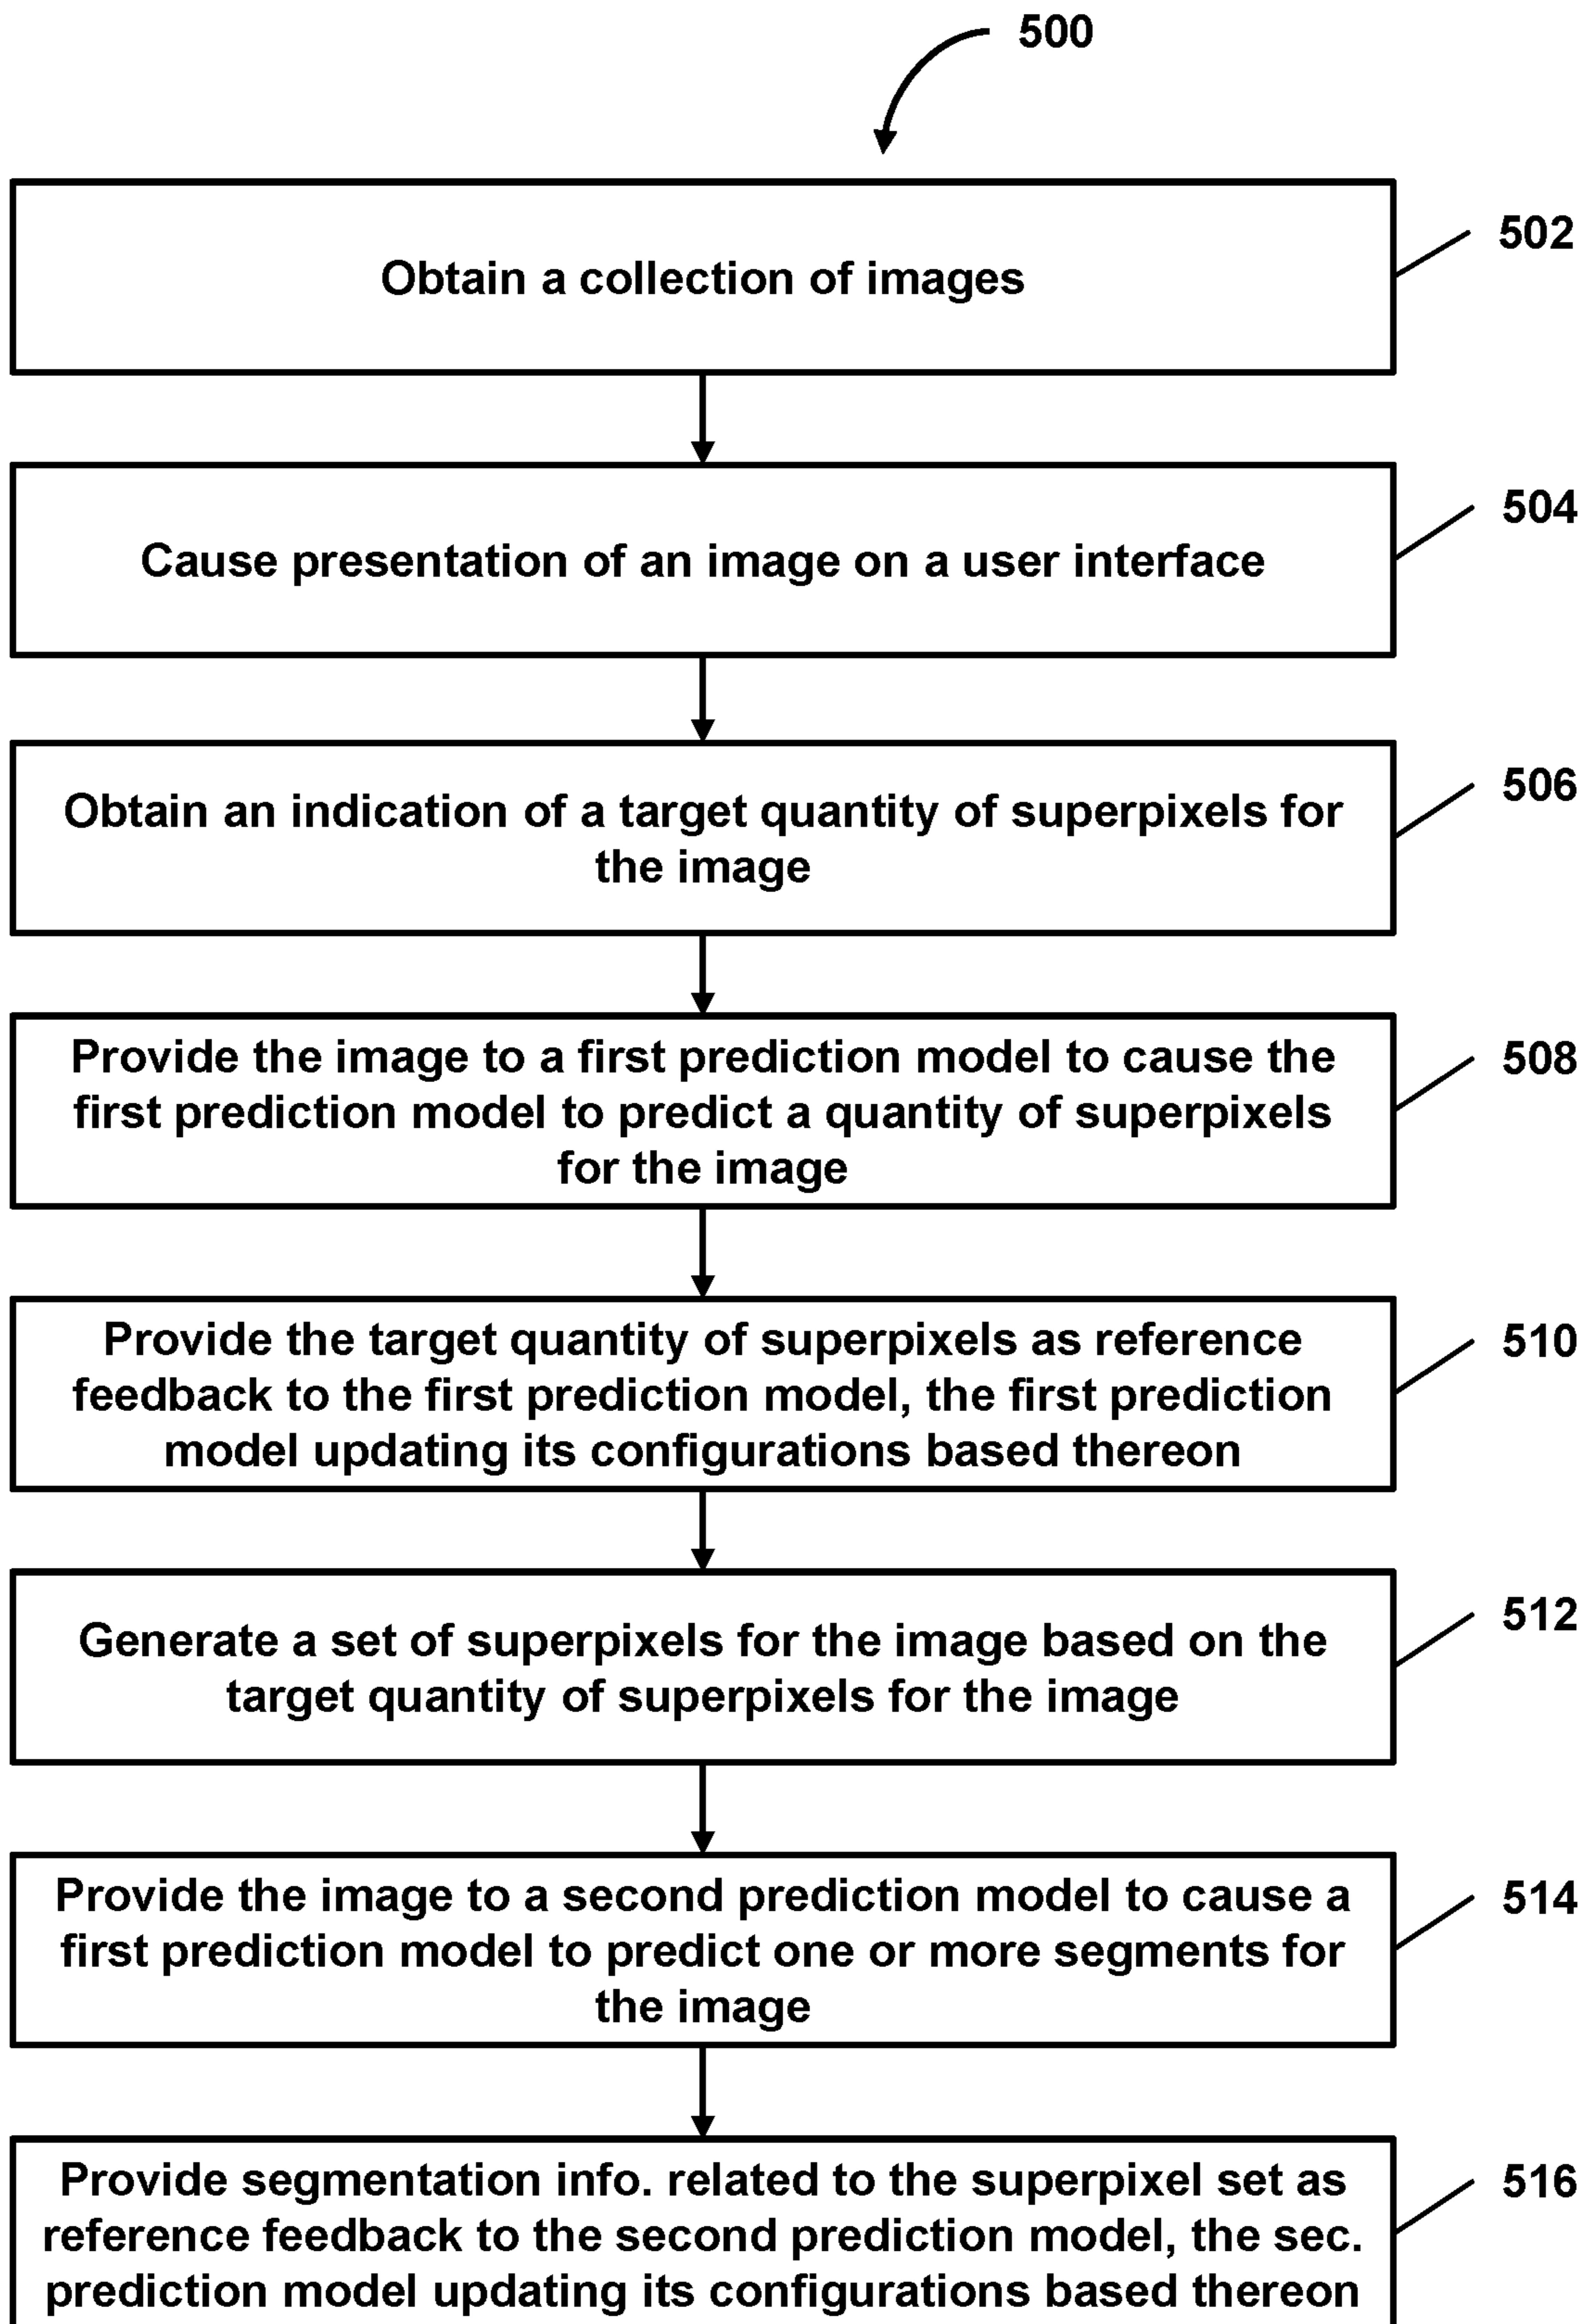 500
Obtain a collection of images
502
Cause presentation of an image on a user interface
504
Obtain an indication of a target quantity of superpixels for
the image
506
Provide the image to a first prediction model to cause the
first prediction model to predict a quantity of superpixels
for the image
508
Provide the target quantity of superpixels as reference
feedback to the first prediction model, the first prediction
model updating its configurations based thereon
510
Generate a set of superpixels for the image based on the
target quantity of superpixels for the image
512
Provide the image to a second prediction model to cause a
first prediction model to predict one or more segments for
the image
514
Provide segmentation info. related to the superpixel set as
reference feedback to the second prediction model, the sec.
prediction model updating its configurations based thereon
516